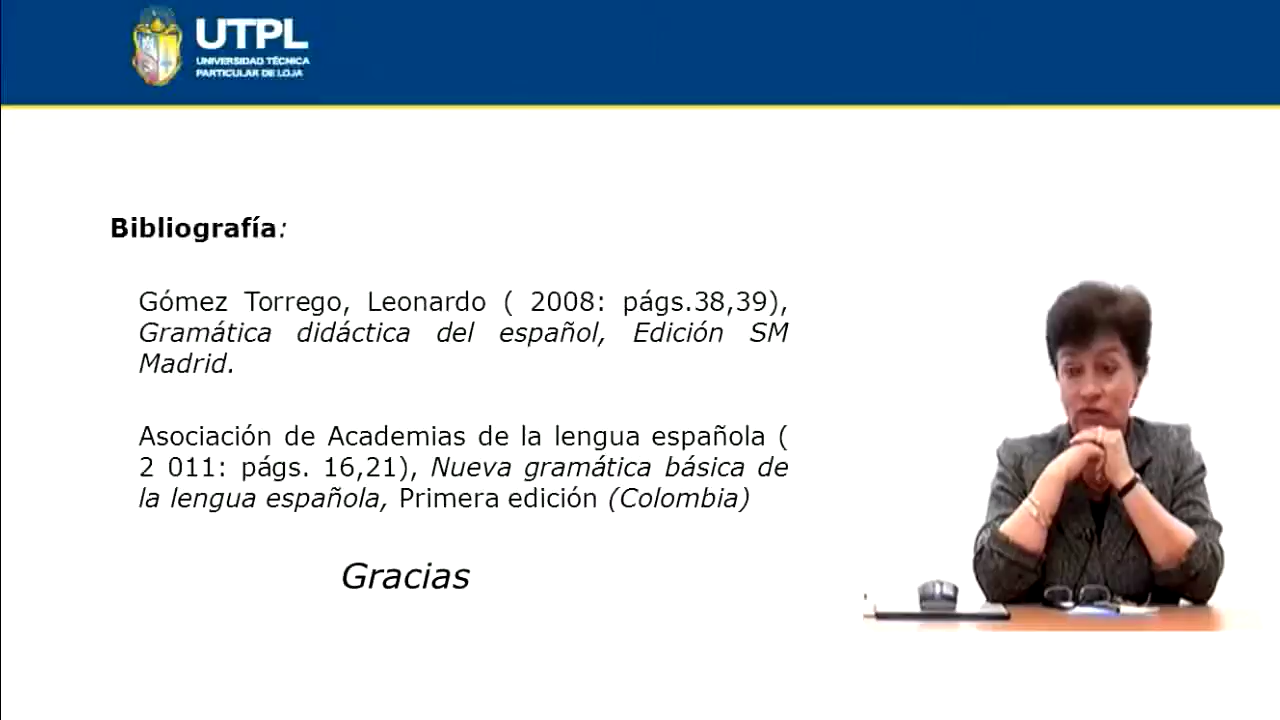 UTPL
UNIVERSIDAD TÉCNICA
PARTICULAR DE LOJA
Bibliografía:
Gómez Torrego, Leonardo ( 2008: págs.38,39),
Gramática didáctica del español, Edición SM
Madrid.
Asociación de Academias de la lengua española (
2 011: págs. 16,21), Nueva gramática básica de
la lengua española, Primera edición (Colombia)
Gracias